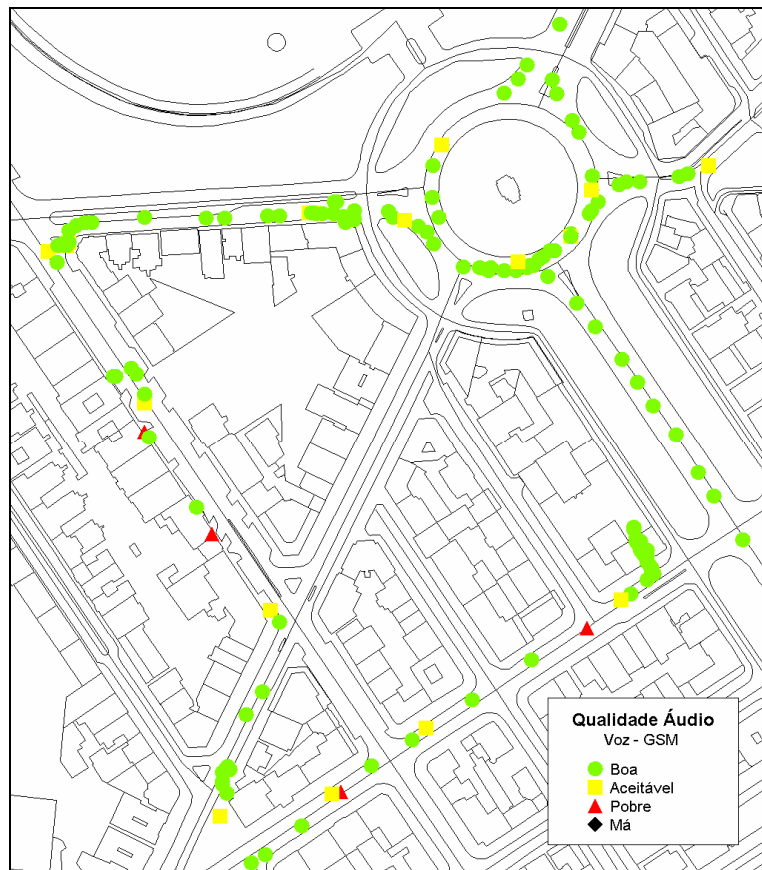 Qualidade Áudio
Voz - GSM
Boa
Aceitável
Pobre
Má